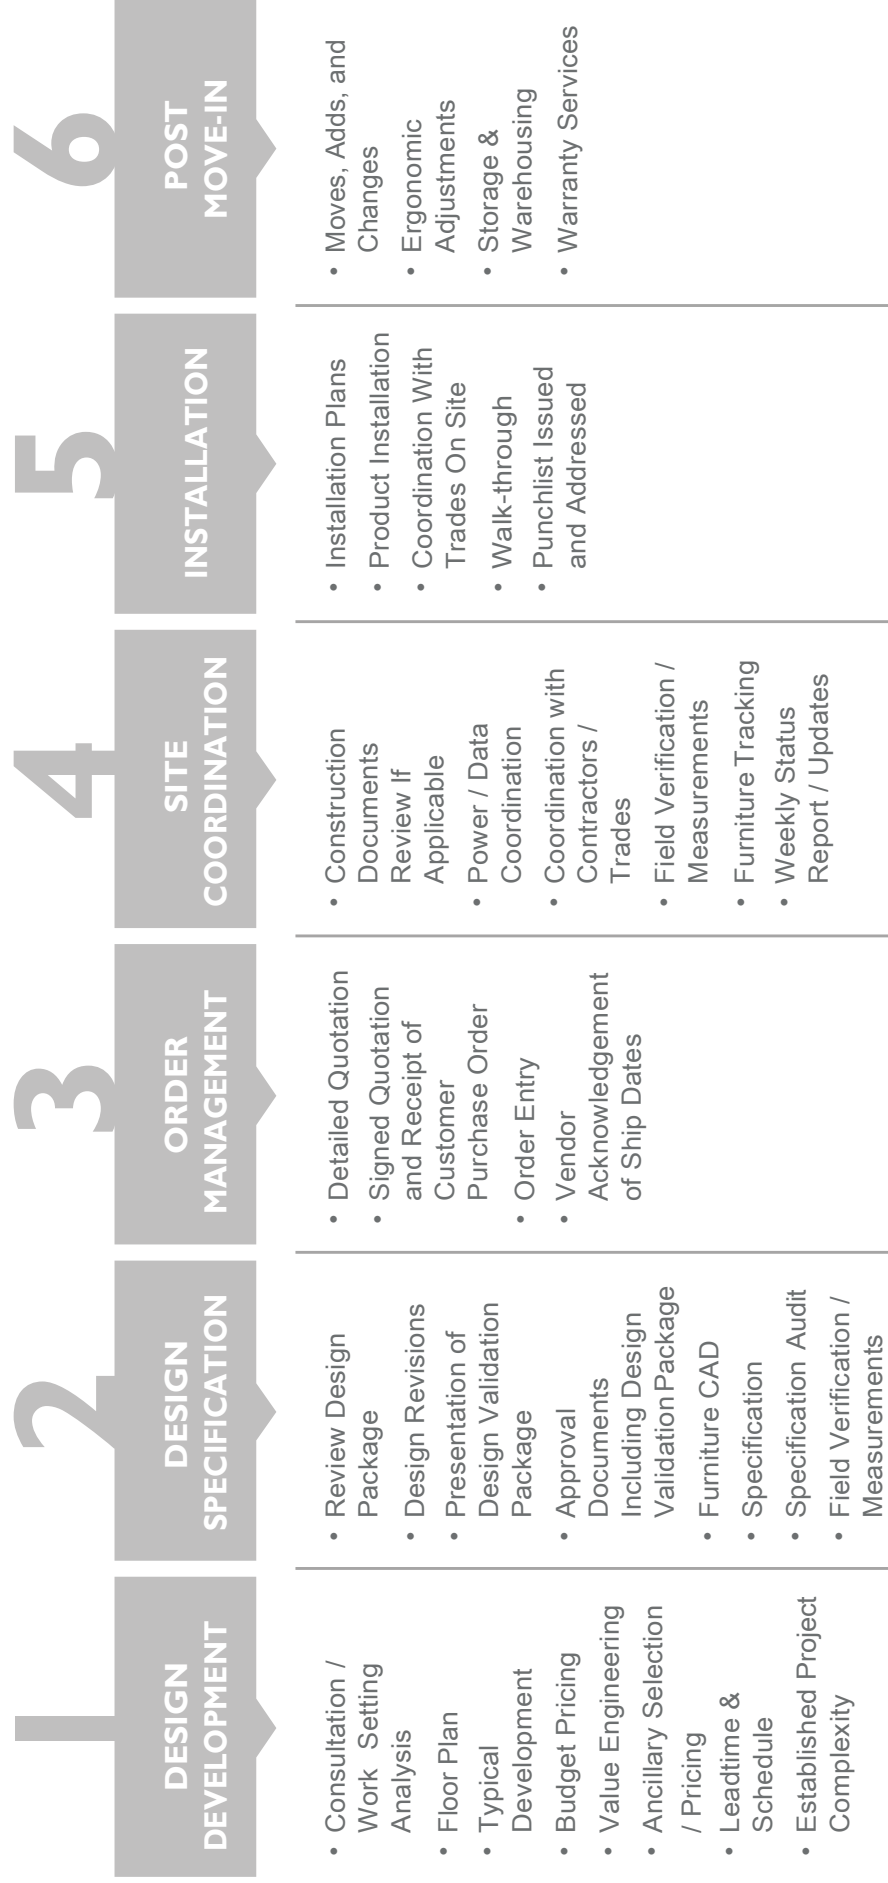 1
DESIGN
DEVELOPMENT
• Consultation /
Work Setting
Analysis
• Floor Plan
• Typical
Development
• Budget Pricing
• Value Engineering
• Ancillary Selection
/ Pricing
• Leadtime &
Schedule
• Established Project
Complexity
2
DESIGN
SPECIFICATION
• Review Design
Package
• Design Revisions
• Presentation of
Design Validation
Package
• Approval
Documents
Including Design
Validation Package
• Furniture CAD
• Specification
• Specification Audit
• Field Verification /
Measurements
3
ORDER
MANAGEMENT
• Detailed Quotation
• Signed Quotation
and Receipt of
Customer
Purchase Order
• Order Entry
• Vendor
Acknowledgement
of Ship Dates
4
SITE
COORDINATION
• Construction
Documents
Review If
Applicable
• Power / Data
Coordination
• Coordination with
Contractors /
Trades
• Field Verification /
Measurements
• Furniture Tracking
• Weekly Status
Report / Updates
5
INSTALLATION
• Installation Plans
• Product Installation
• Coordination With
Trades On Site
• Walk-through
• Punchlist Issued
and Addressed
6
POST
MOVE-IN
• Moves, Adds, and
Changes
• Ergonomic
Adjustments
• Storage &
Warehousing
• Warranty Services